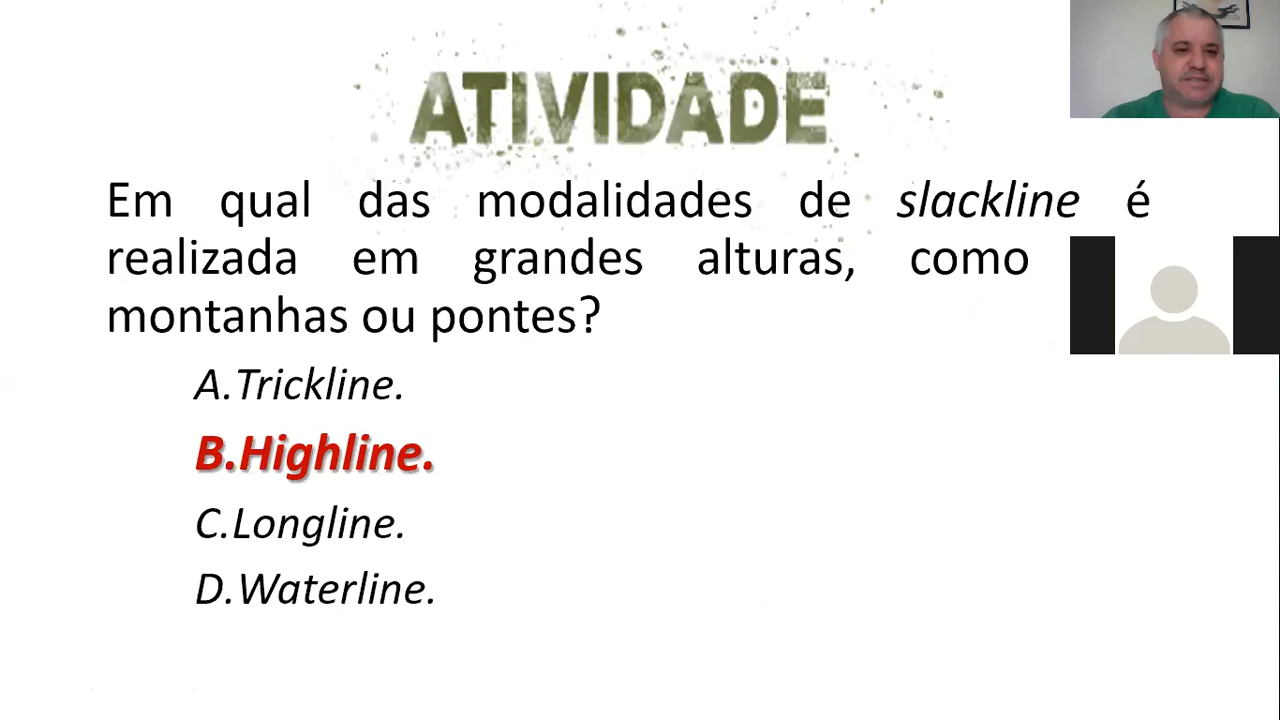 ATIVIDADE
Em qual das modalidades de slackline é
realizada em grandes alturas, como
montanhas ou pontes?
A.Trickline.
B.Highline.
C.Longline.
D.Waterline.